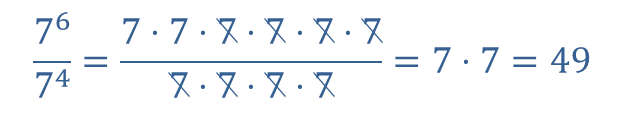 7⁶/7⁴ = 7 · 7 · 7 · 7 · 7 · 7 / 7 · 7 · 7 · 7 = 7 · 7 = 49